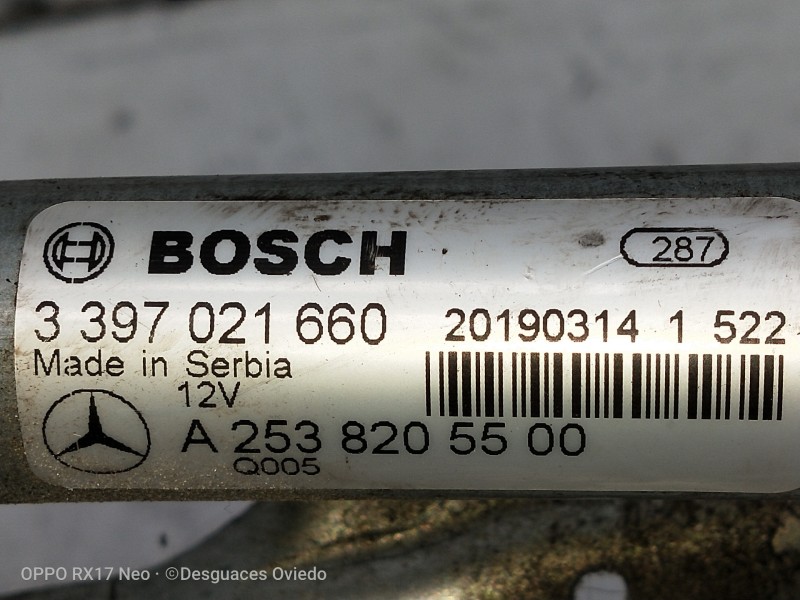 BOSCH
287
3 397 021 660
20190314 1 522
Made in Serbia
12V
A 253 820 55 00
Q005
OPPO RX17 Neo · ©Desguaces Oviedo